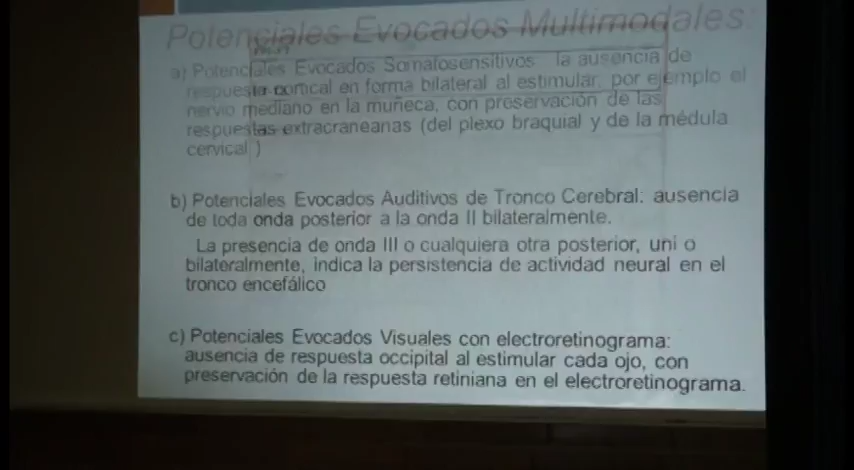 Potenciales Evocados Multimodales:
a) Potenciales Evocados Somatosensitivos: la ausencia de
respuesta cortical en forma bilateral al estimular, por ejemplo el
nervio mediano en la muñeca, con preservación de las
respuestas extracraneanas (del plexo braquial y de la médula
cervical )
b) Potenciales Evocados Auditivos de Tronco Cerebral: ausencia
de toda onda posterior a la onda II bilateralmente.
La presencia de onda III o cualquiera otra posterior, uni o
bilateralmente, indica la persistencia de actividad neural en el
tronco encefálico
c) Potenciales Evocados Visuales con electroretinograma:
ausencia de respuesta occipital al estimular cada ojo, con
preservación de la respuesta retiniana en el electroretinograma.